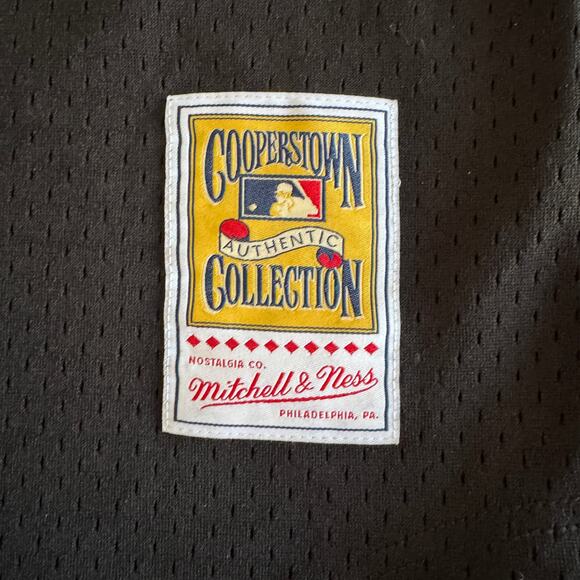 COOPERSTOWN
AUTHENTIC
COLLECTION
NOSTALGIA CO.
Mitchell & Ness
PHILADELPHIA, PA.